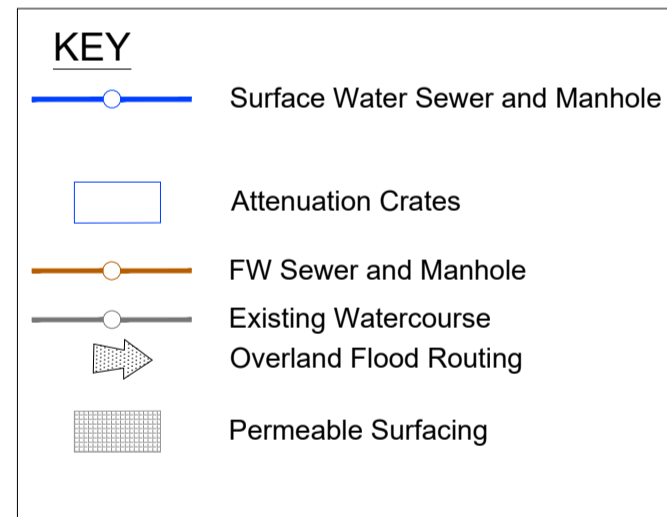 KEY
Surface Water Sewer and Manhole
Attenuation Crates
FW Sewer and Manhole
Existing Watercourse
Overland Flood Routing
Permeable Surfacing